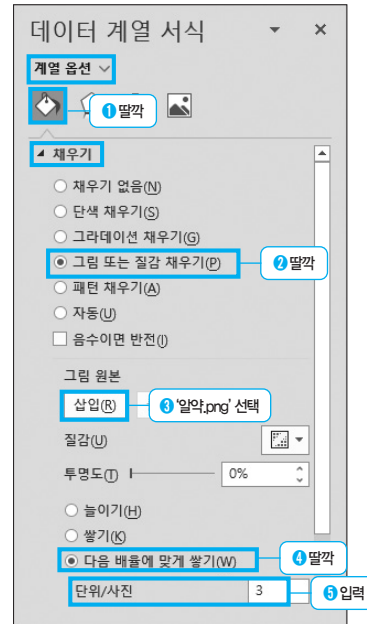 데이터 계열 서식
계열 옵션
❶딸깍
채우기
채우기 없음(N)
단색 채우기(S)
그라데이션 채우기(G)
그림 또는 질감 채우기(P) ❷딸깍
패턴 채우기(A)
자동(U)
음수이면 반전(I)
그림 원본
삽입(R) ❸‘알약.png’ 선택
질감(U)
투명도(T) 0%
늘이기(H)
쌓기(K)
다음 배율에 맞게 쌓기(W) ❹딸깍
단위/사진 3 ❺입력